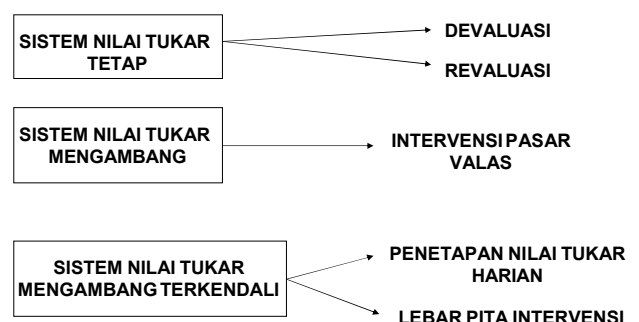 SISTEM NILAI TUKAR
TETAP
DEVALUASI
REVALUASI
SISTEM NILAI TUKAR
MENGAMBANG
INTERVENSI PASAR
VALAS
SISTEM NILAI TUKAR
MENGAMBANG TERKENDALI
PENETAPAN NILAI TUKAR
HARIAN
LEBAR PITA INTERVENSI